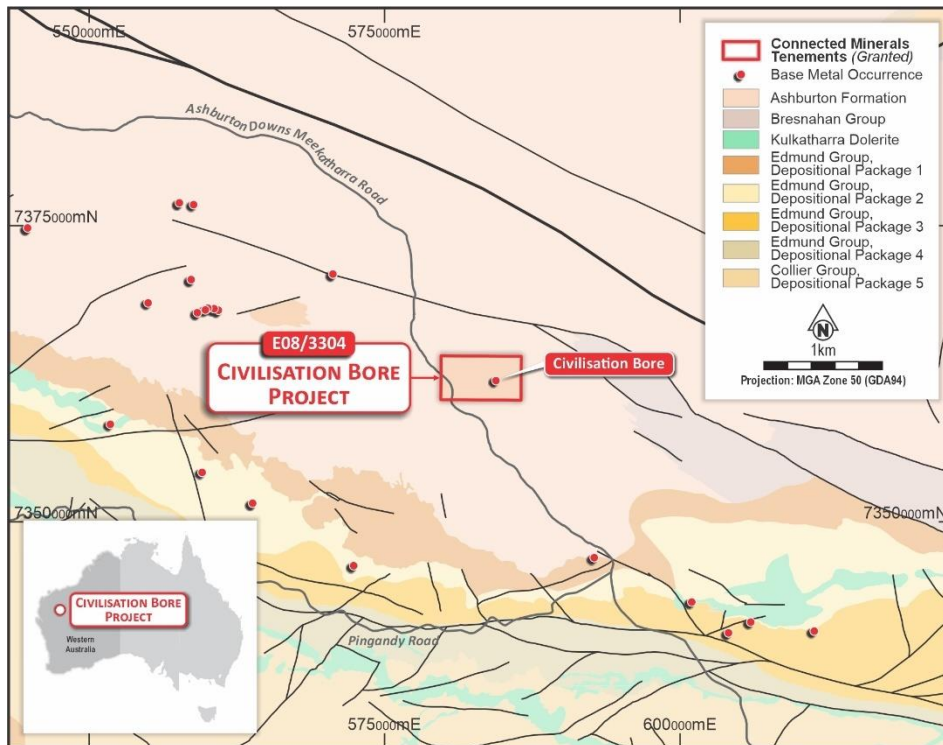 550000mE
575000mE
Connected Minerals
Tenements (Granted)
Base Metal Occurrence
Ashburton Formation
Bresnahan Group
Kulkatharra Dolerite
Edmund Group,
Depositional Package 1
Edmund Group,
Depositional Package 2
Edmund Group,
Depositional Package 3
Edmund Group,
Depositional Package 4
Collier Group,
Depositional Package 5
N
1km
Projection: MGA Zone 50 (GDA94)
Ashburton Downs Meekatharra Road
7375000mN
E08/3304
CIVILISATION BORE
PROJECT
Civilisation Bore
7350000mN
7350000mN
CIVILISATION BORE
PROJECT
Western
Australia
Pingandy Road
575000mE
600000mE